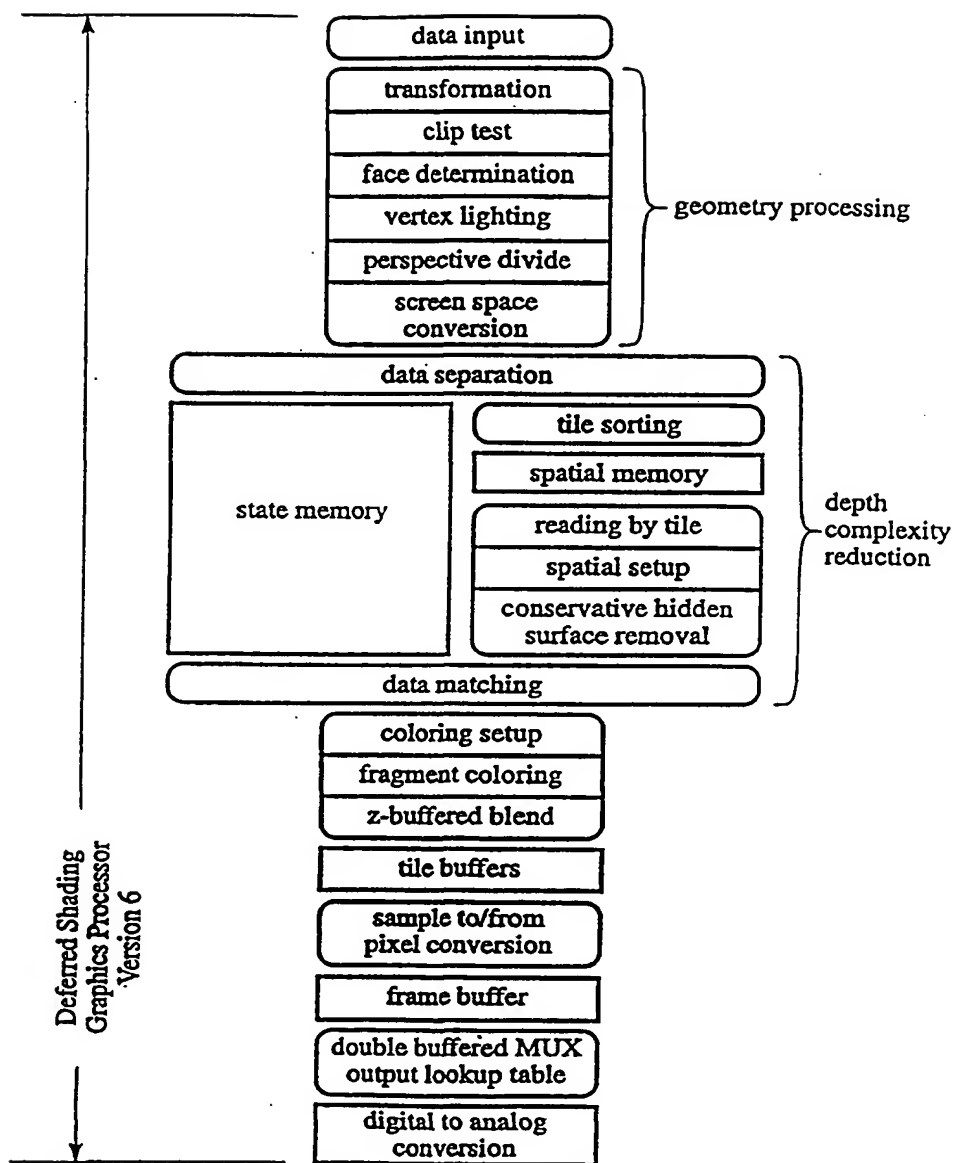 data input
transformation
clip test
face determination
vertex lighting
perspective divide
screen space
conversion
geometry processing
data separation
state memory
tile sorting
spatial memory
reading by tile
spatial setup
conservative hidden
surface removal
depth
complexity
reduction
data matching
coloring setup
fragment coloring
z-buffered blend
tile buffers
sample to/from
pixel conversion
frame buffer
double buffered MUX
output lookup table
digital to analog
conversion
Deferred Shading
Graphics Processor
Version 6